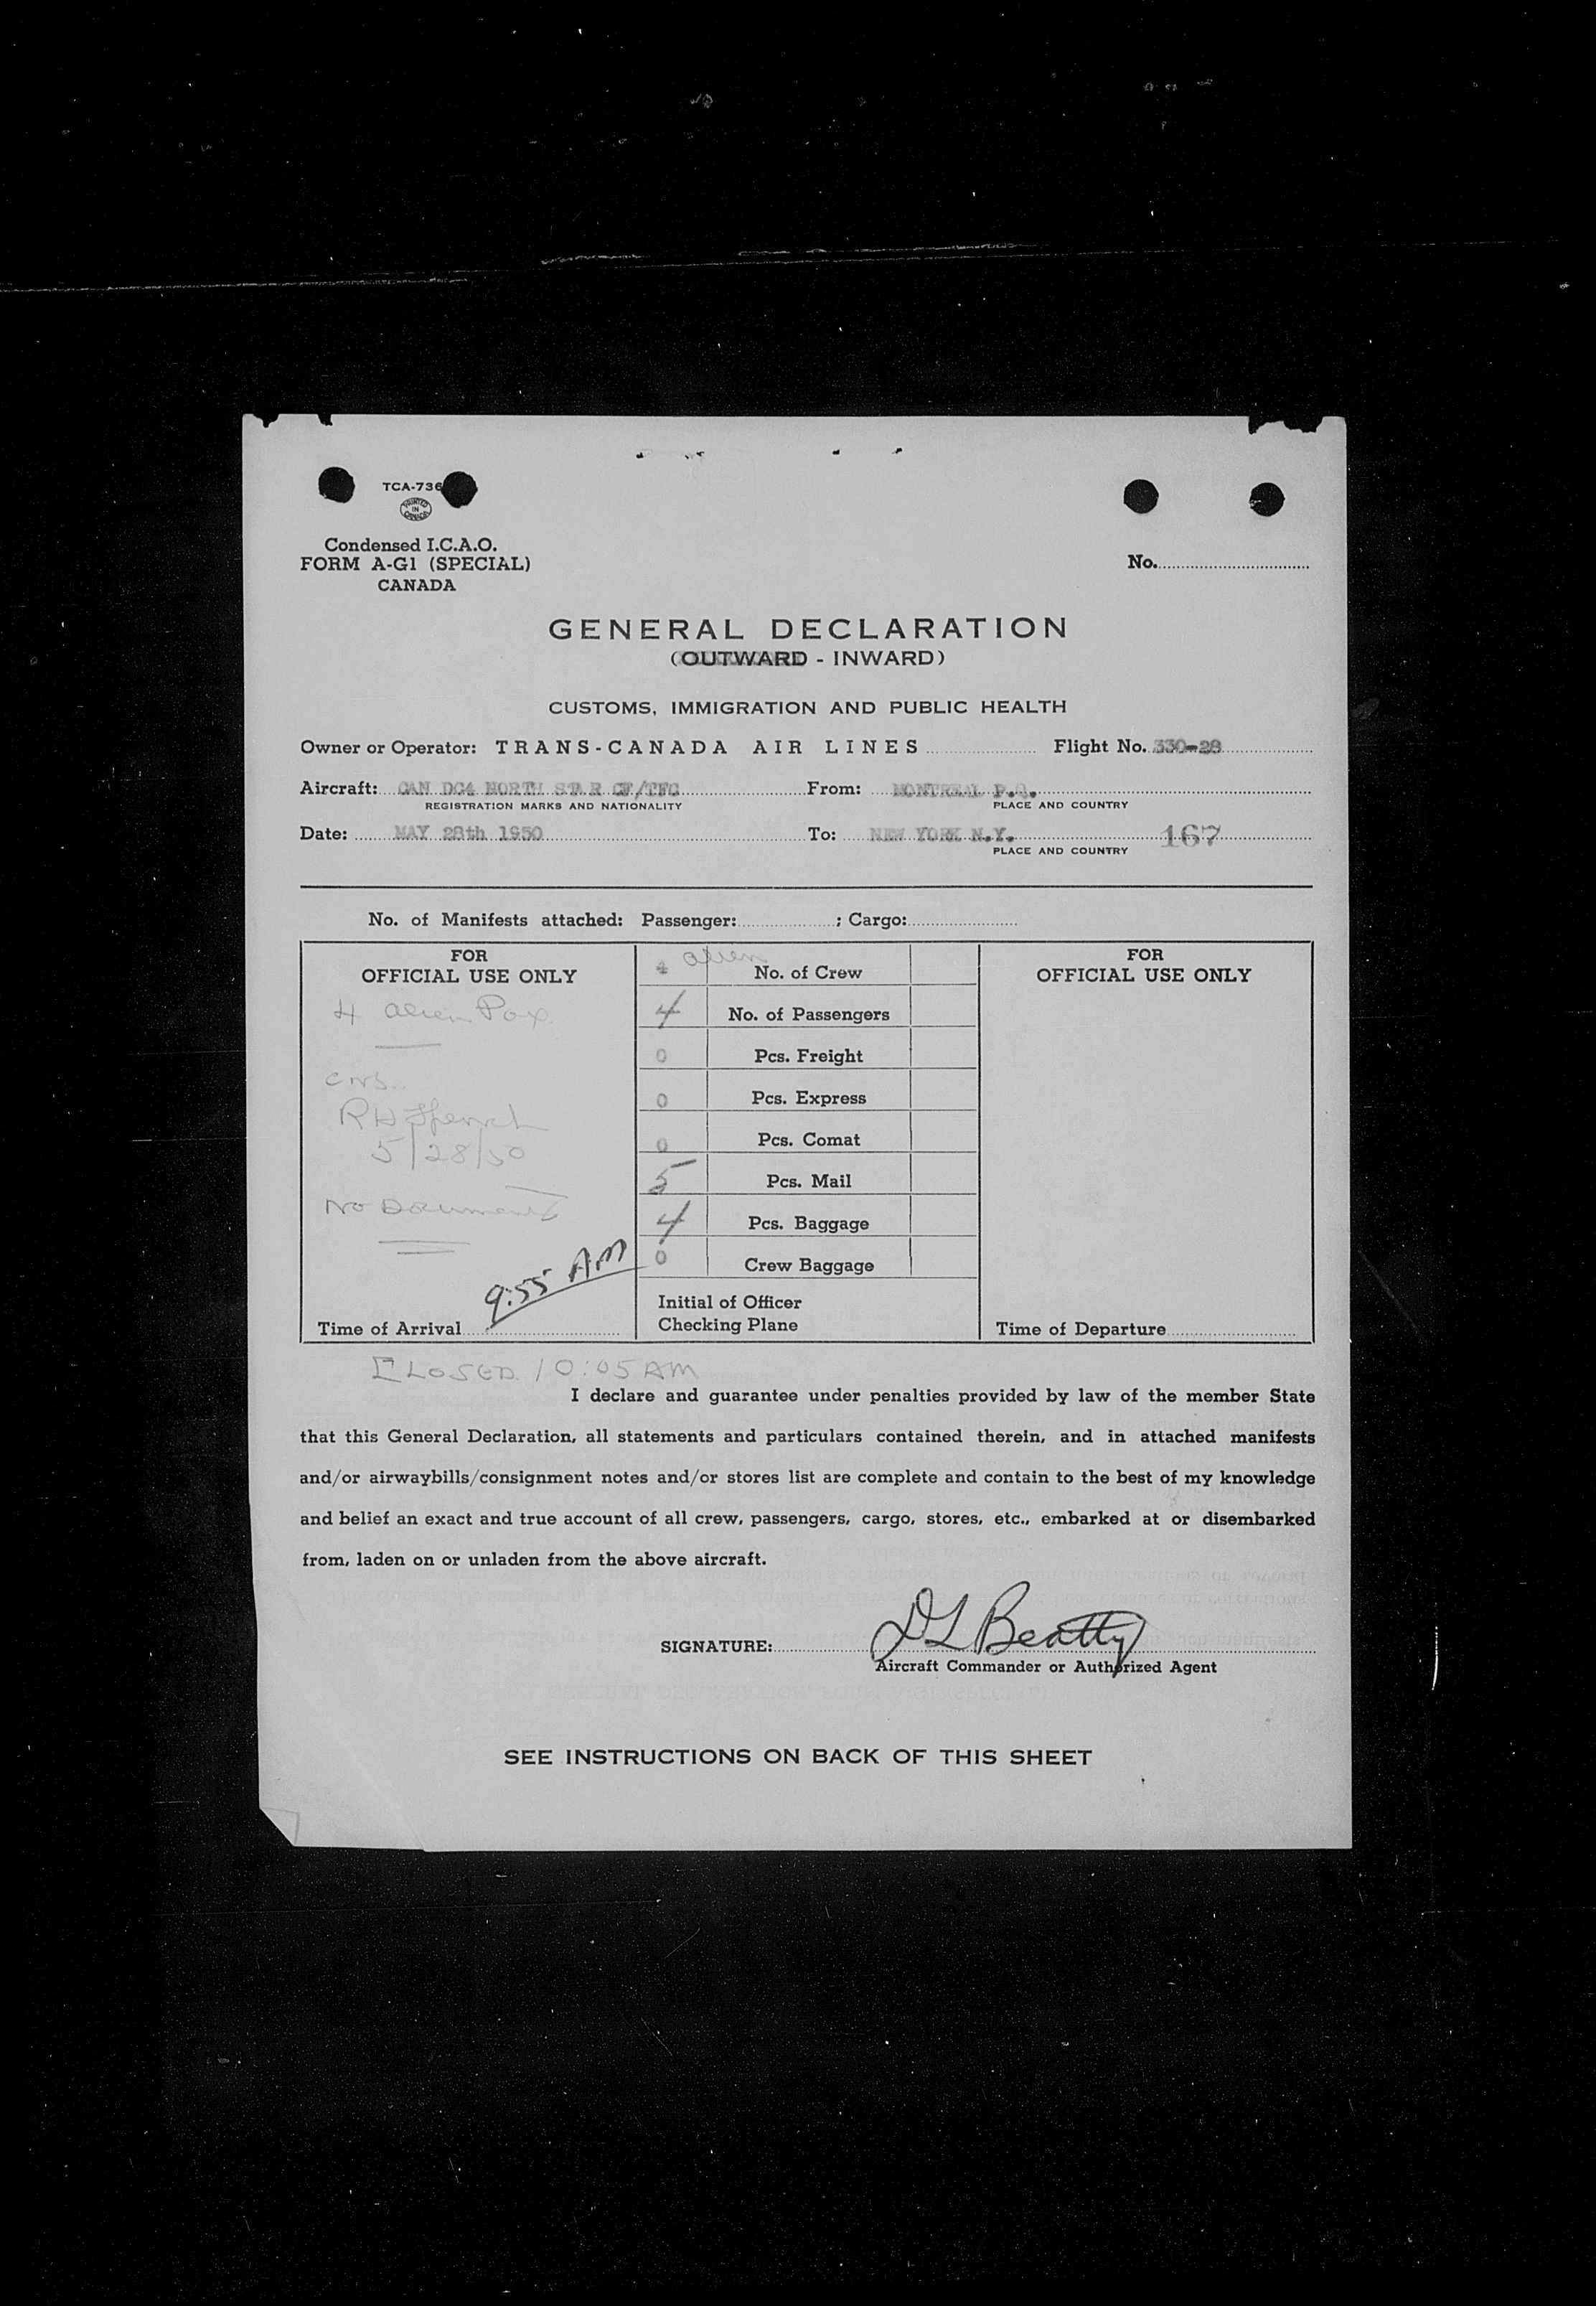 TCA-736
PRINTED IN CANADA
Condensed I.C.A.O.
FORM A-G1 (SPECIAL)
CANADA
No.
GENERAL DECLARATION
(OUTWARD - INWARD)
CUSTOMS, IMMIGRATION AND PUBLIC HEALTH
Owner or Operator: TRANS-CANADA AIR LINES Flight No. 330-28
Aircraft: CAN DC4 NORTH STAR CF/TFC From: MONTREAL P.Q.
REGISTRATION MARKS AND NATIONALITY PLACE AND COUNTRY
Date: MAY 28th 1950 To: NEW YORK N.Y. 167
PLACE AND COUNTRY
No. of Manifests attached: Passenger: ; Cargo:
FOR
OFFICIAL USE ONLY
4 alien Pax
5/28/50
No Documents
9:55 AM
Time of Arrival
4 alien No. of Crew
4 No. of Passengers
0 Pcs. Freight
0 Pcs. Express
0 Pcs. Comat
5 Pcs. Mail
4 Pcs. Baggage
0 Crew Baggage
Initial of Officer
Checking Plane
FOR
OFFICIAL USE ONLY
Time of Departure
CLOSED 10:05 AM
I declare and guarantee under penalties provided by law of the member State
that this General Declaration, all statements and particulars contained therein, and in attached manifests
and/or airwaybills/consignment notes and/or stores list are complete and contain to the best of my knowledge
and belief an exact and true account of all crew, passengers, cargo, stores, etc., embarked at or disembarked
from, laden on or unladen from the above aircraft.
SIGNATURE: DL Beatty
Aircraft Commander or Authorized Agent
SEE INSTRUCTIONS ON BACK OF THIS SHEET